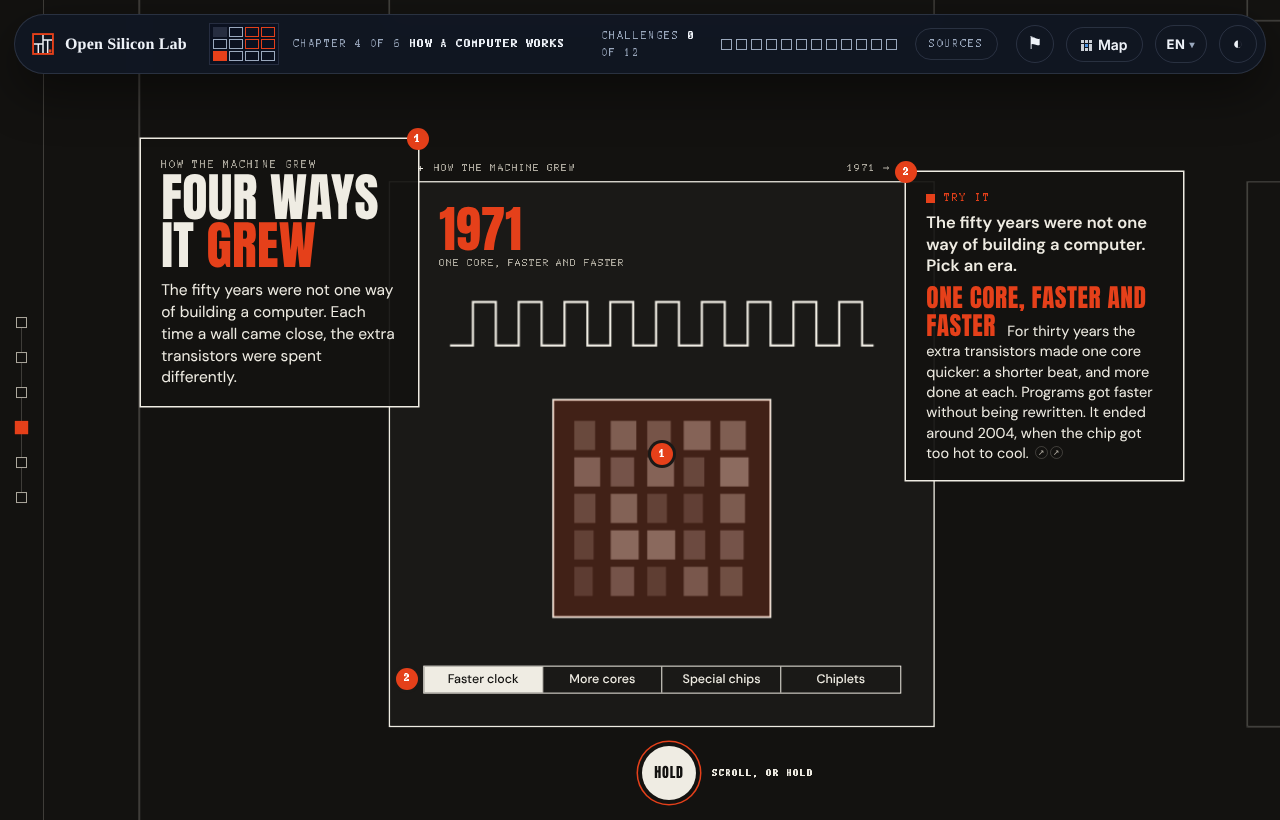 Open Silicon Lab
CHAPTER 4 OF 6 HOW A COMPUTER WORKS
CHALLENGES 0
OF 12
SOURCES
Map
EN ▾
1
HOW THE MACHINE GREW
FOUR WAYS
IT GREW
The fifty years were not one way
of building a computer. Each
time a wall came close, the extra
transistors were spent
differently.
HOW THE MACHINE GREW
1971 →
1971
ONE CORE, FASTER AND FASTER
1
2
Faster clock
More cores
Special chips
Chiplets
2
TRY IT
The fifty years were not one
way of building a computer.
Pick an era.
ONE CORE, FASTER AND
FASTER For thirty years the
extra transistors made one core
quicker: a shorter beat, and more
done at each. Programs got faster
without being rewritten. It ended
around 2004, when the chip got
too hot to cool.
HOLD
SCROLL, OR HOLD